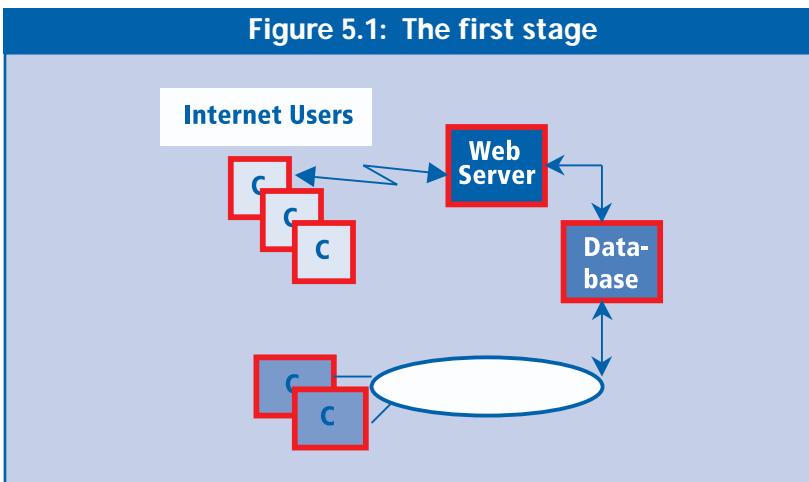 Figure 5.1: The first stage
Internet Users
Web
Server
C
C
C
Data-
base
C
C